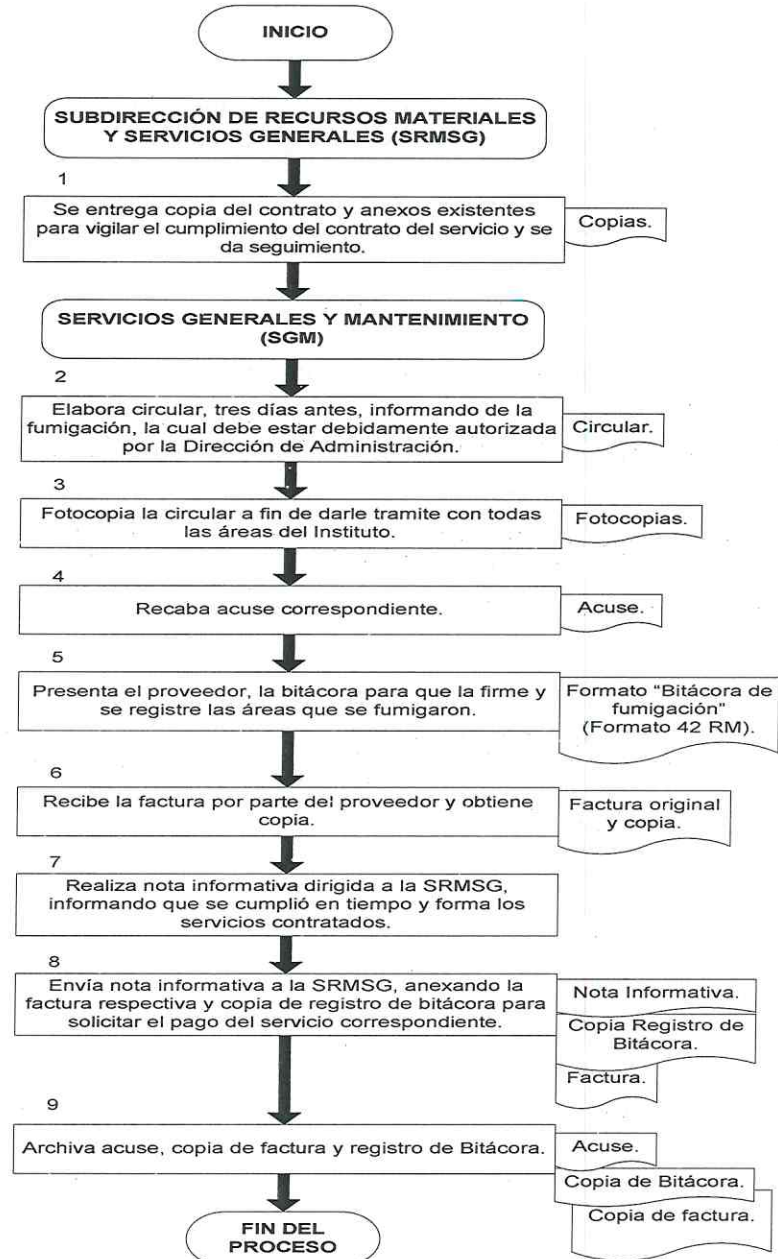 INICIO
SUBDIRECCIÓN DE RECURSOS MATERIALES
Y SERVICIOS GENERALES (SRMSG)
1
Se entrega copia del contrato y anexos existentes
para vigilar el cumplimiento del contrato del servicio y se
da seguimiento.
Copias.
SERVICIOS GENERALES Y MANTENIMIENTO
(SGM)
2
Elabora circular, tres días antes, informando de la
fumigación, la cual debe estar debidamente autorizada
por la Dirección de Administración.
Circular.
3
Fotocopia la circular a fin de darle tramite con todas
las áreas del Instituto.
Fotocopias.
4
Recaba acuse correspondiente.
Acuse.
5
Presenta el proveedor, la bitácora para que la firme y
se registre las áreas que se fumigaron.
Formato "Bitácora de
fumigación"
(Formato 42 RM).
6
Recibe la factura por parte del proveedor y obtiene
copia.
Factura original
y copia.
7
Realiza nota informativa dirigida a la SRMSG,
informando que se cumplió en tiempo y forma los
servicios contratados.
8
Envía nota informativa a la SRMSG, anexando la
factura respectiva y copia de registro de bitácora para
solicitar el pago del servicio correspondiente.
Nota Informativa.
Copia Registro de
Bitácora.
Factura.
9
Archiva acuse, copia de factura y registro de Bitácora.
Acuse.
Copia de Bitácora.
Copia de factura.
FIN DEL
PROCESO